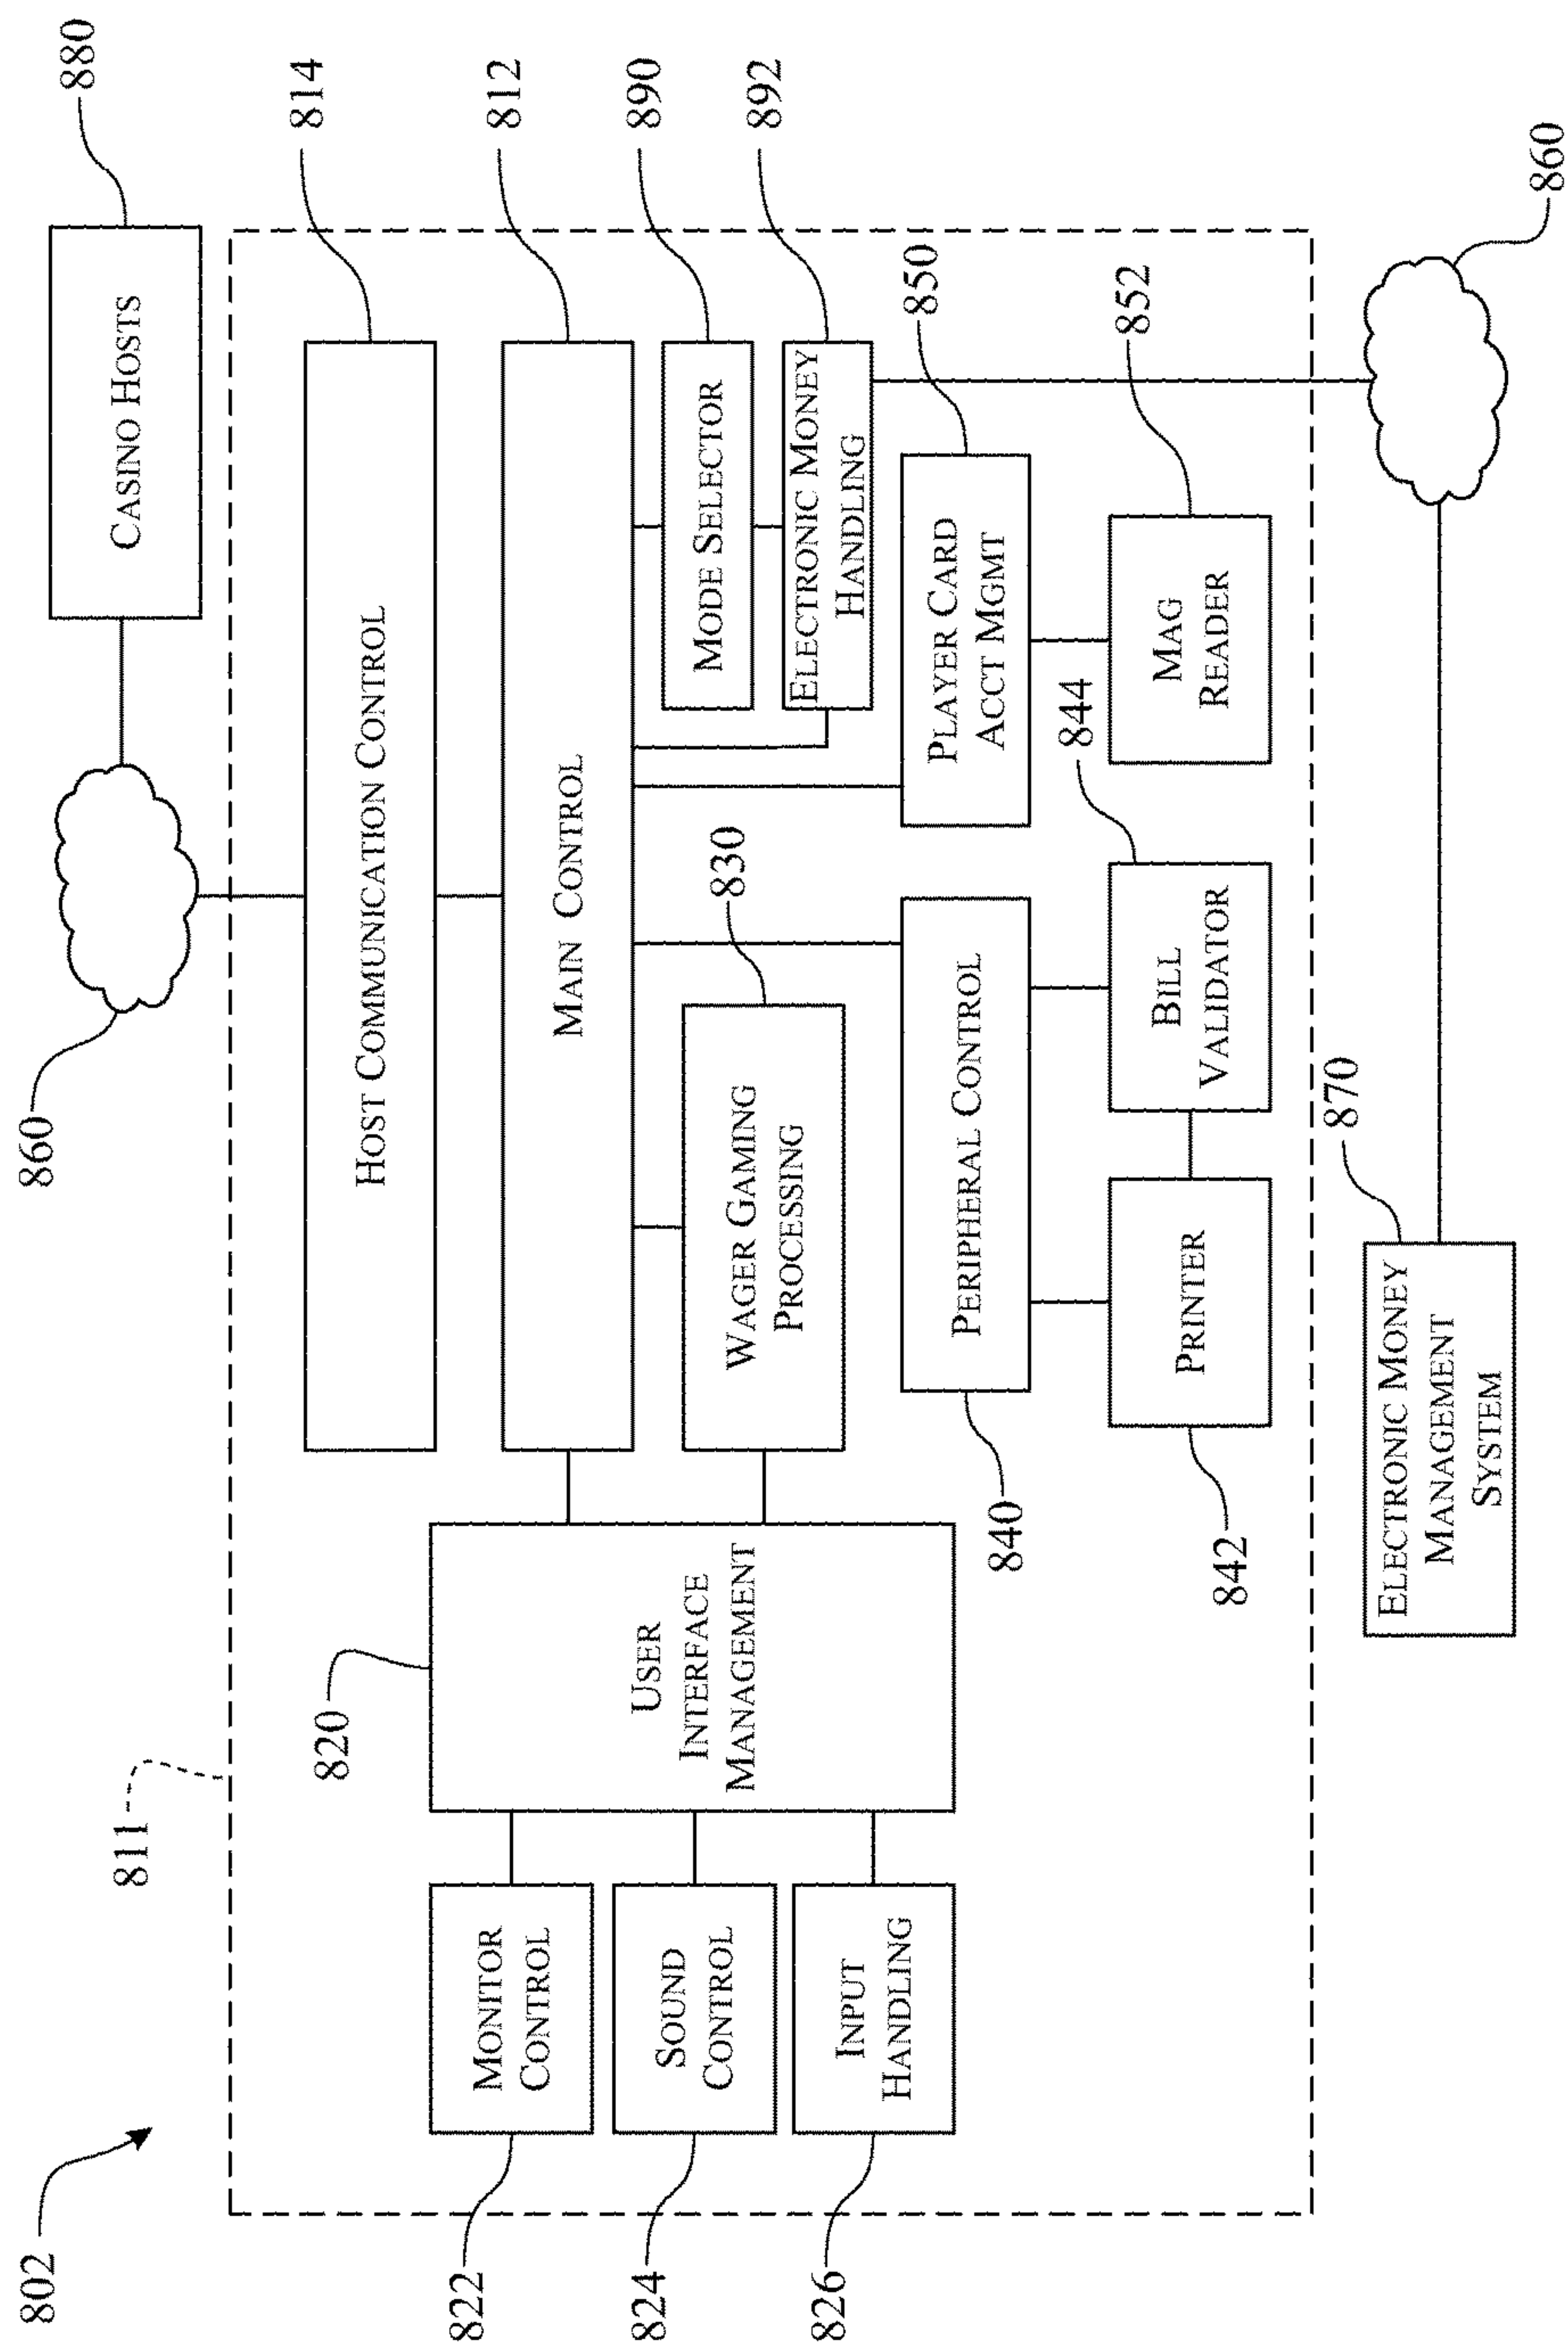 802
811
860
880
CASINO HOSTS
814
HOST COMMUNICATION CONTROL
812
MAIN CONTROL
820
USER
INTERFACE
MANAGEMENT
822
MONITOR
CONTROL
824
SOUND
CONTROL
826
INPUT
HANDLING
830
WAGER GAMING
PROCESSING
890
MODE SELECTOR
892
ELECTRONIC MONEY
HANDLING
840
PERIPHERAL CONTROL
850
PLAYER CARD
ACCT MGMT
842
PRINTER
844
BILL
VALIDATOR
852
MAG
READER
870
ELECTRONIC MONEY
MANAGEMENT
SYSTEM
860